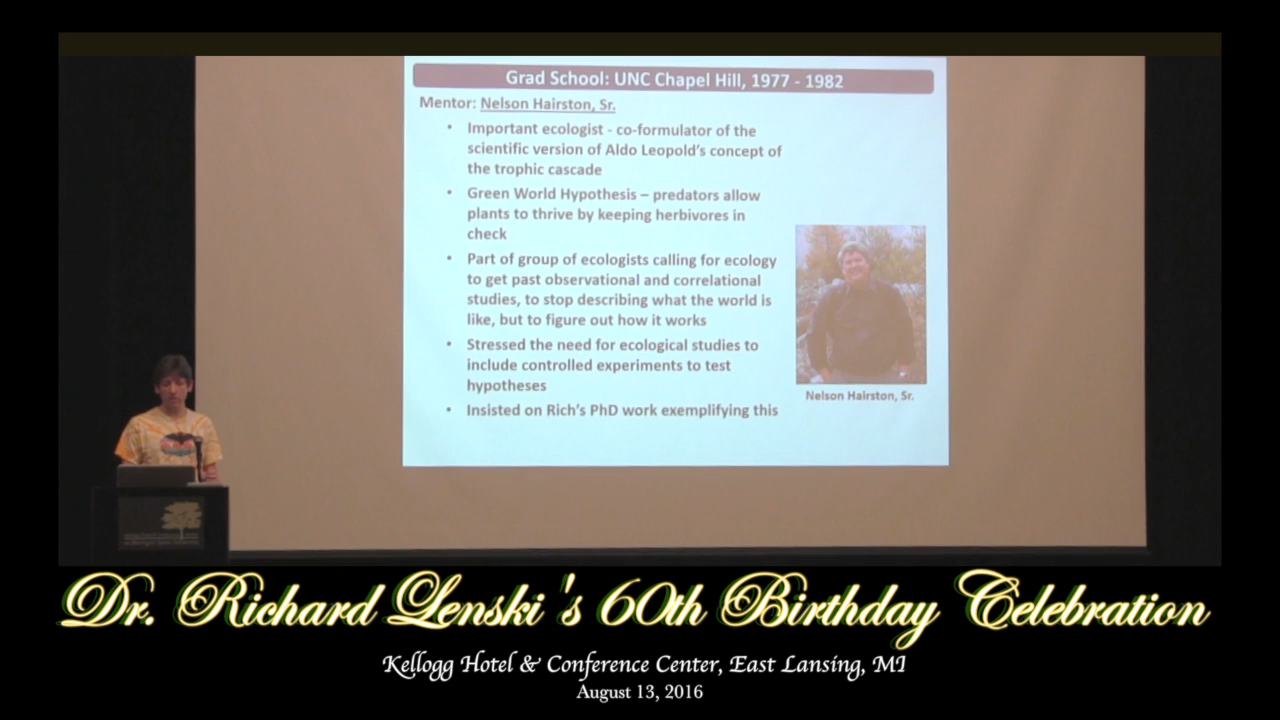 Grad School: UNC Chapel Hill, 1977 - 1982
Mentor: Nelson Hairston, Sr.
• Important ecologist - co-formulator of the
scientific version of Aldo Leopold's concept of
the trophic cascade
• Green World Hypothesis – predators allow
plants to thrive by keeping herbivores in
check
• Part of group of ecologists calling for ecology
to get past observational and correlational
studies, to stop describing what the world is
like, but to figure out how it works
• Stressed the need for ecological studies to
include controlled experiments to test
hypotheses
• Insisted on Rich's PhD work exemplifying this
Nelson Hairston, Sr.
Dr. Richard Lenski's 60th Birthday Celebration
Kellogg Hotel & Conference Center, East Lansing, MI
August 13, 2016